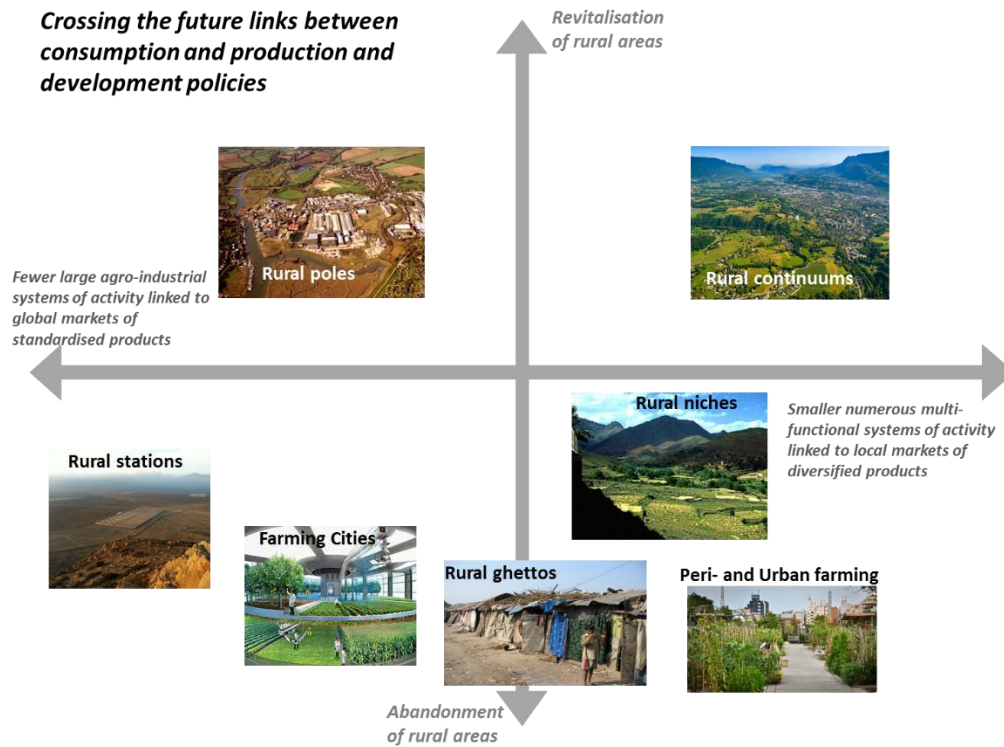 Crossing the future links between
consumption and production and
development policies
Revitalisation
of rural areas
Rural poles
Rural continuums
Fewer large agro-industrial
systems of activity linked to
global markets of
standardised products
Rural niches
Smaller numerous multi-
functional systems of activity
linked to local markets of
diversified products
Rural stations
Farming Cities
Rural ghettos
Peri- and Urban farming
Abandonment
of rural areas